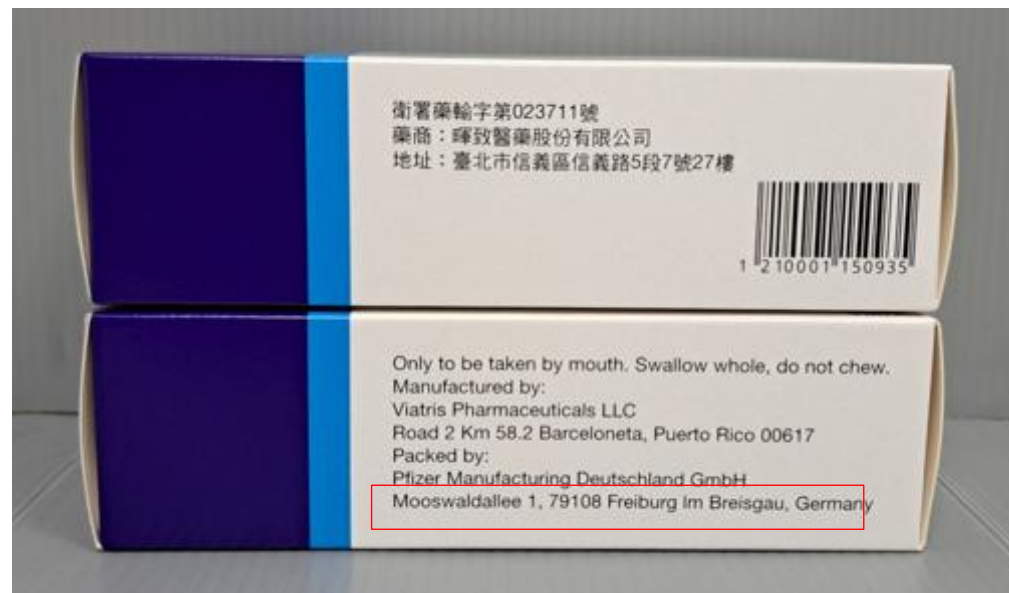 衛署藥輸字第023711號
藥商：暉致醫藥股份有限公司
地址：臺北市信義區信義路5段7號27樓
1 210001 150935
Only to be taken by mouth. Swallow whole, do not chew.
Manufactured by:
Viatris Pharmaceuticals LLC
Road 2 Km 58.2 Barceloneta, Puerto Rico 00617
Packed by:
Pfizer Manufacturing Deutschland GmbH
Mooswaldallee 1, 79108 Freiburg Im Breisgau, Germany